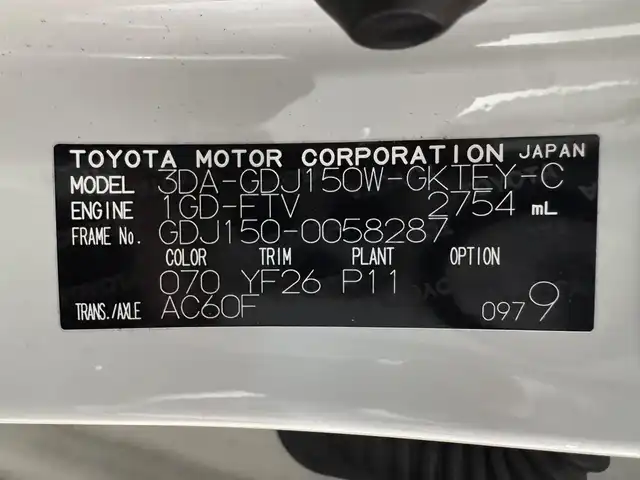 TOYOTA MOTOR CORPORATION JAPAN
MODEL 3DA-GDJ150W-GKTEY-C
ENGINE 1GD-FTV 2754 mL
FRAME No. GDJ150-0058287
COLOR TRIM PLANT OPTION
070 YF26 P11
TRANS./AXLE AC60F 0979